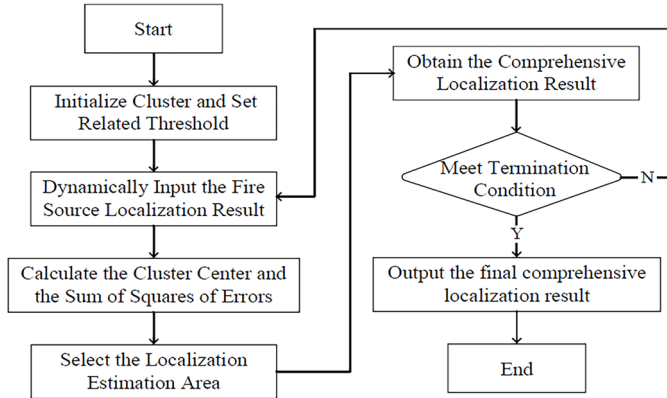 Start
Initialize Cluster and Set
Related Threshold
Dynamically Input the Fire
Source Localization Result
Calculate the Cluster Center and
the Sum of Squares of Errors
Select the Localization
Estimation Area
Obtain the Comprehensive
Localization Result
Meet Termination
Condition
N
Y
Output the final comprehensive
localization result
End